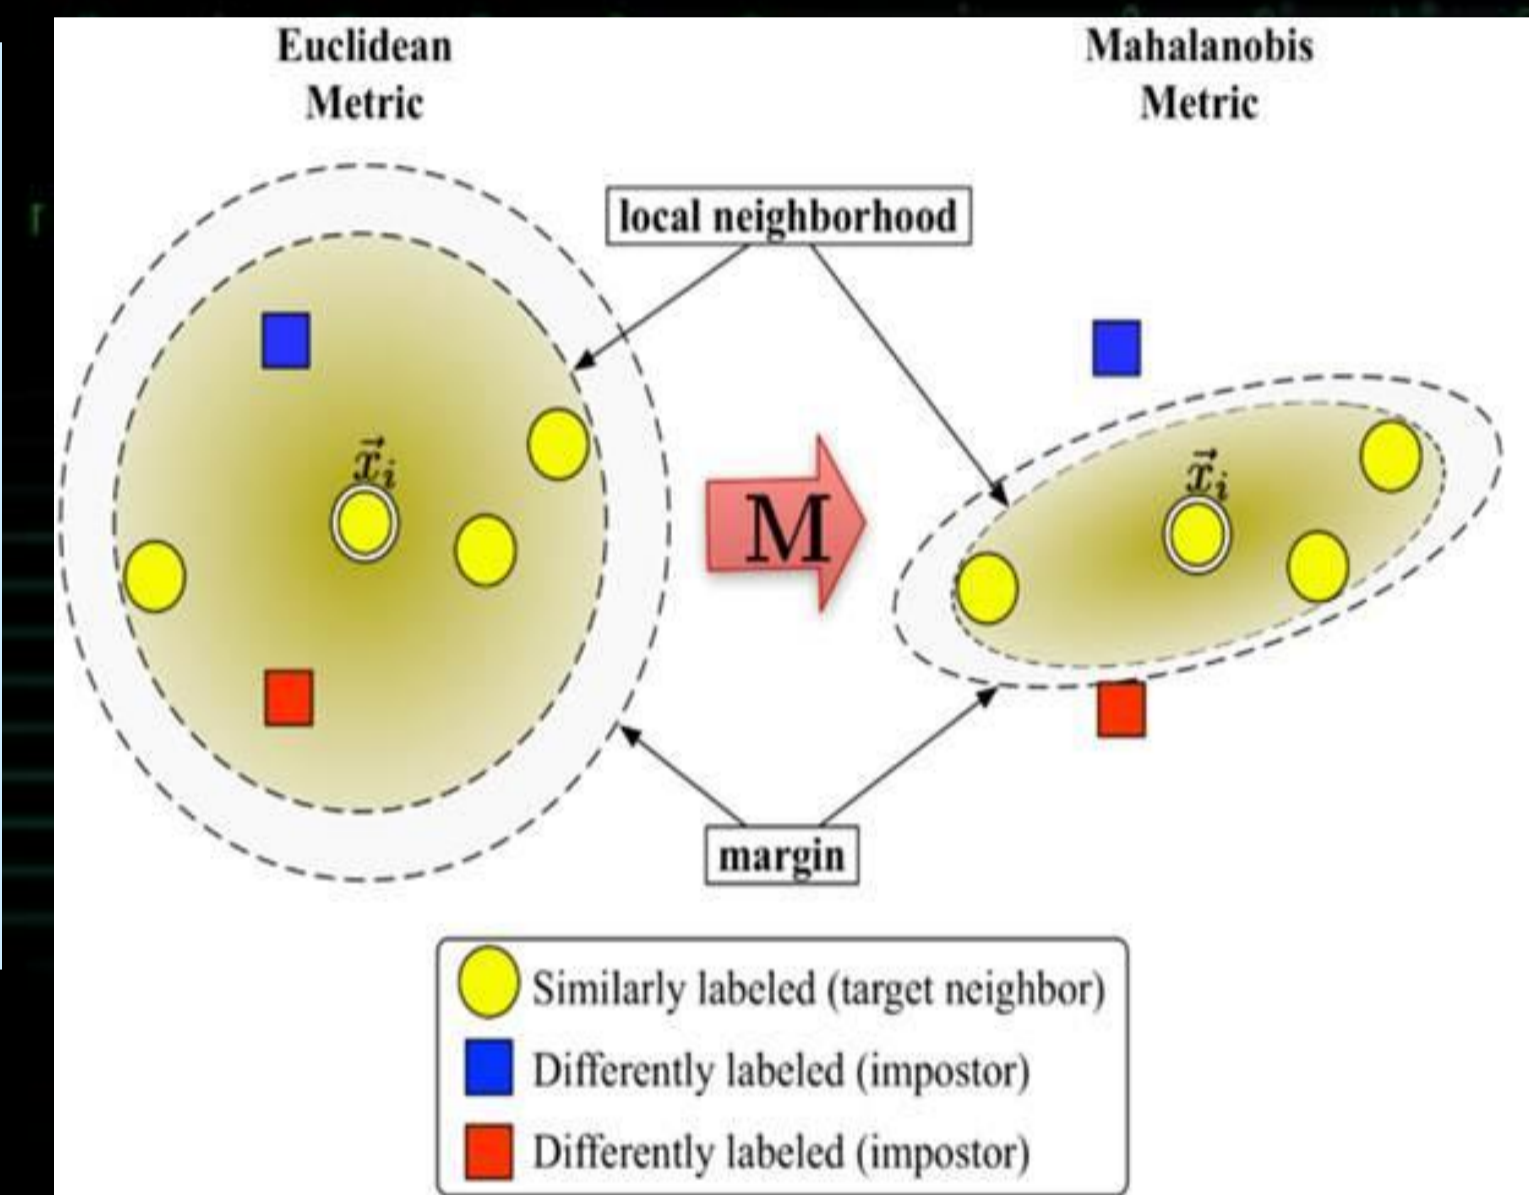 Euclidean
Metric
Mahalanobis
Metric
local neighborhood
r
x⃗ᵢ
M
x⃗ᵢ
margin
Similarly labeled (target neighbor)
Differently labeled (impostor)
Differently labeled (impostor)